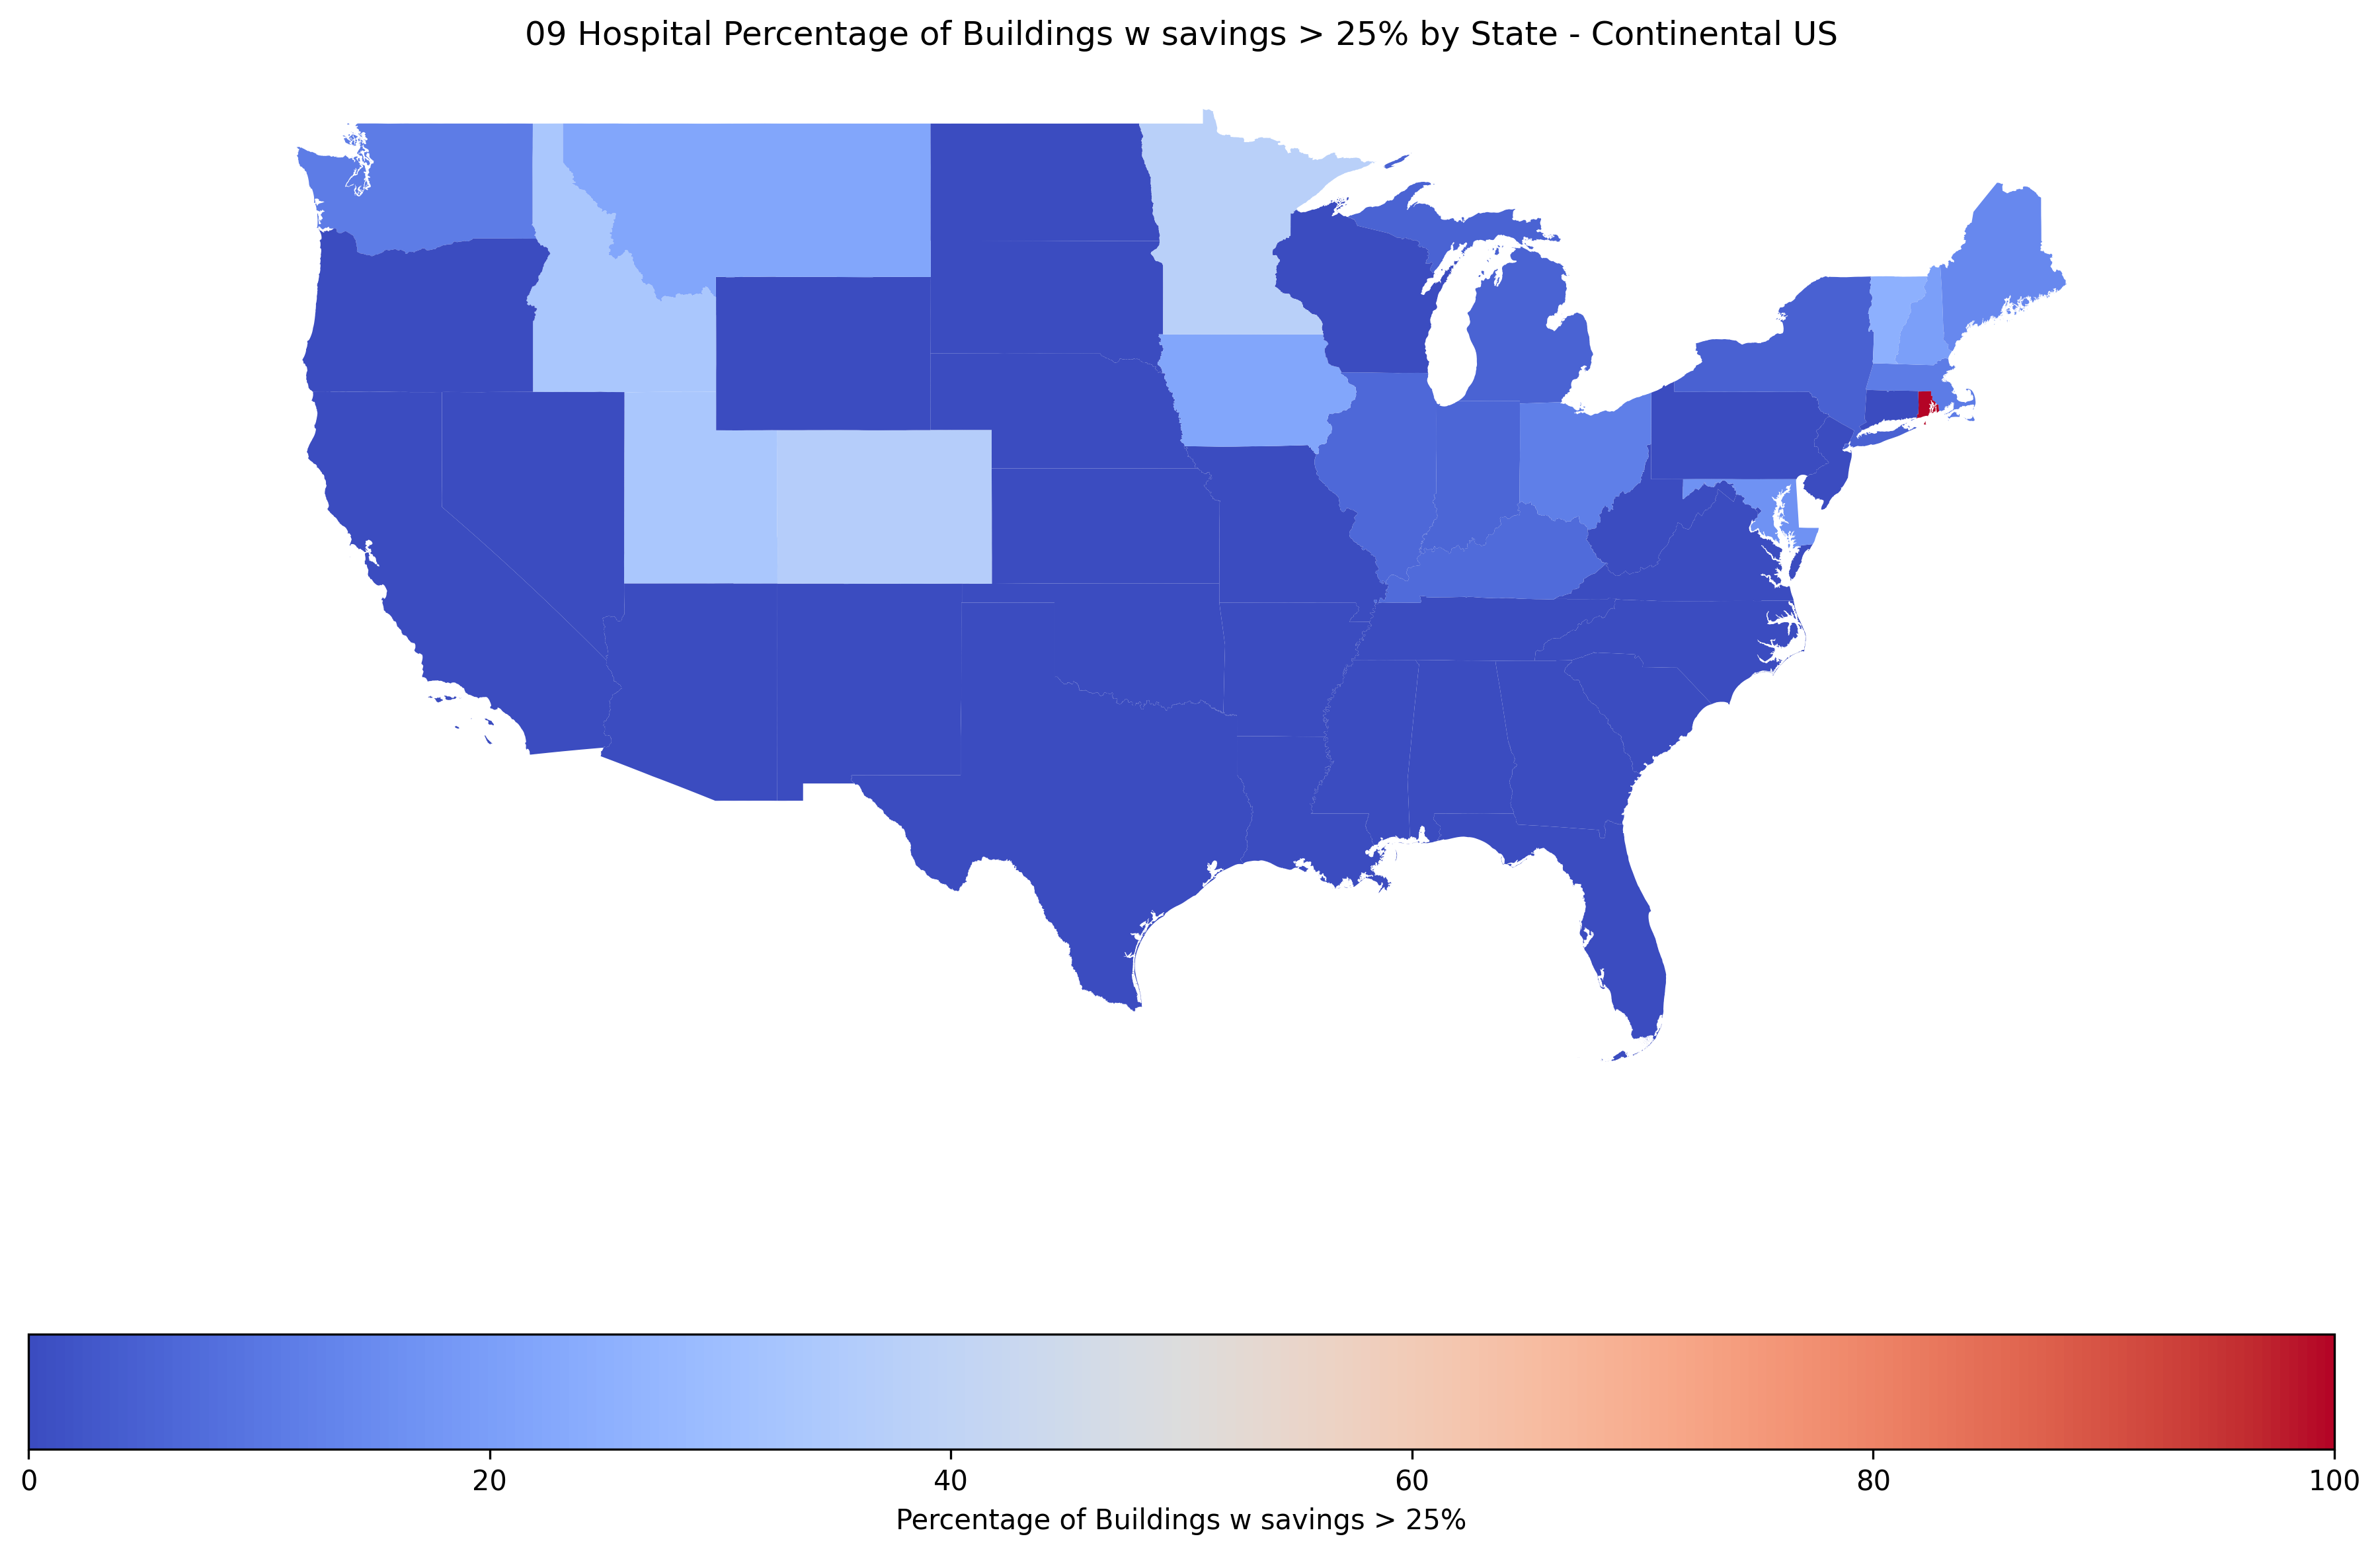 09 Hospital Percentage of Buildings w savings > 25% by State - Continental US
0 20 40 60 80 100
Percentage of Buildings w savings > 25%